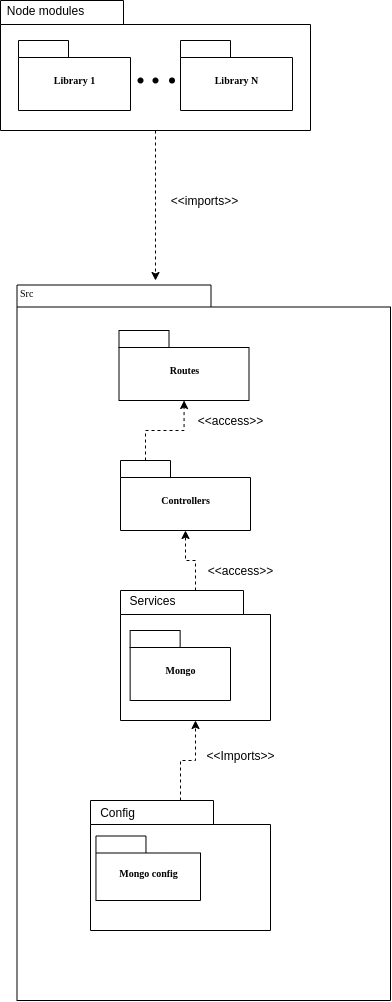 Node modules
Library 1
Library N
<<imports>>
Src
Routes
<<access>>
Controllers
<<access>>
Services
Mongo
<<Imports>>
Config
Mongo config